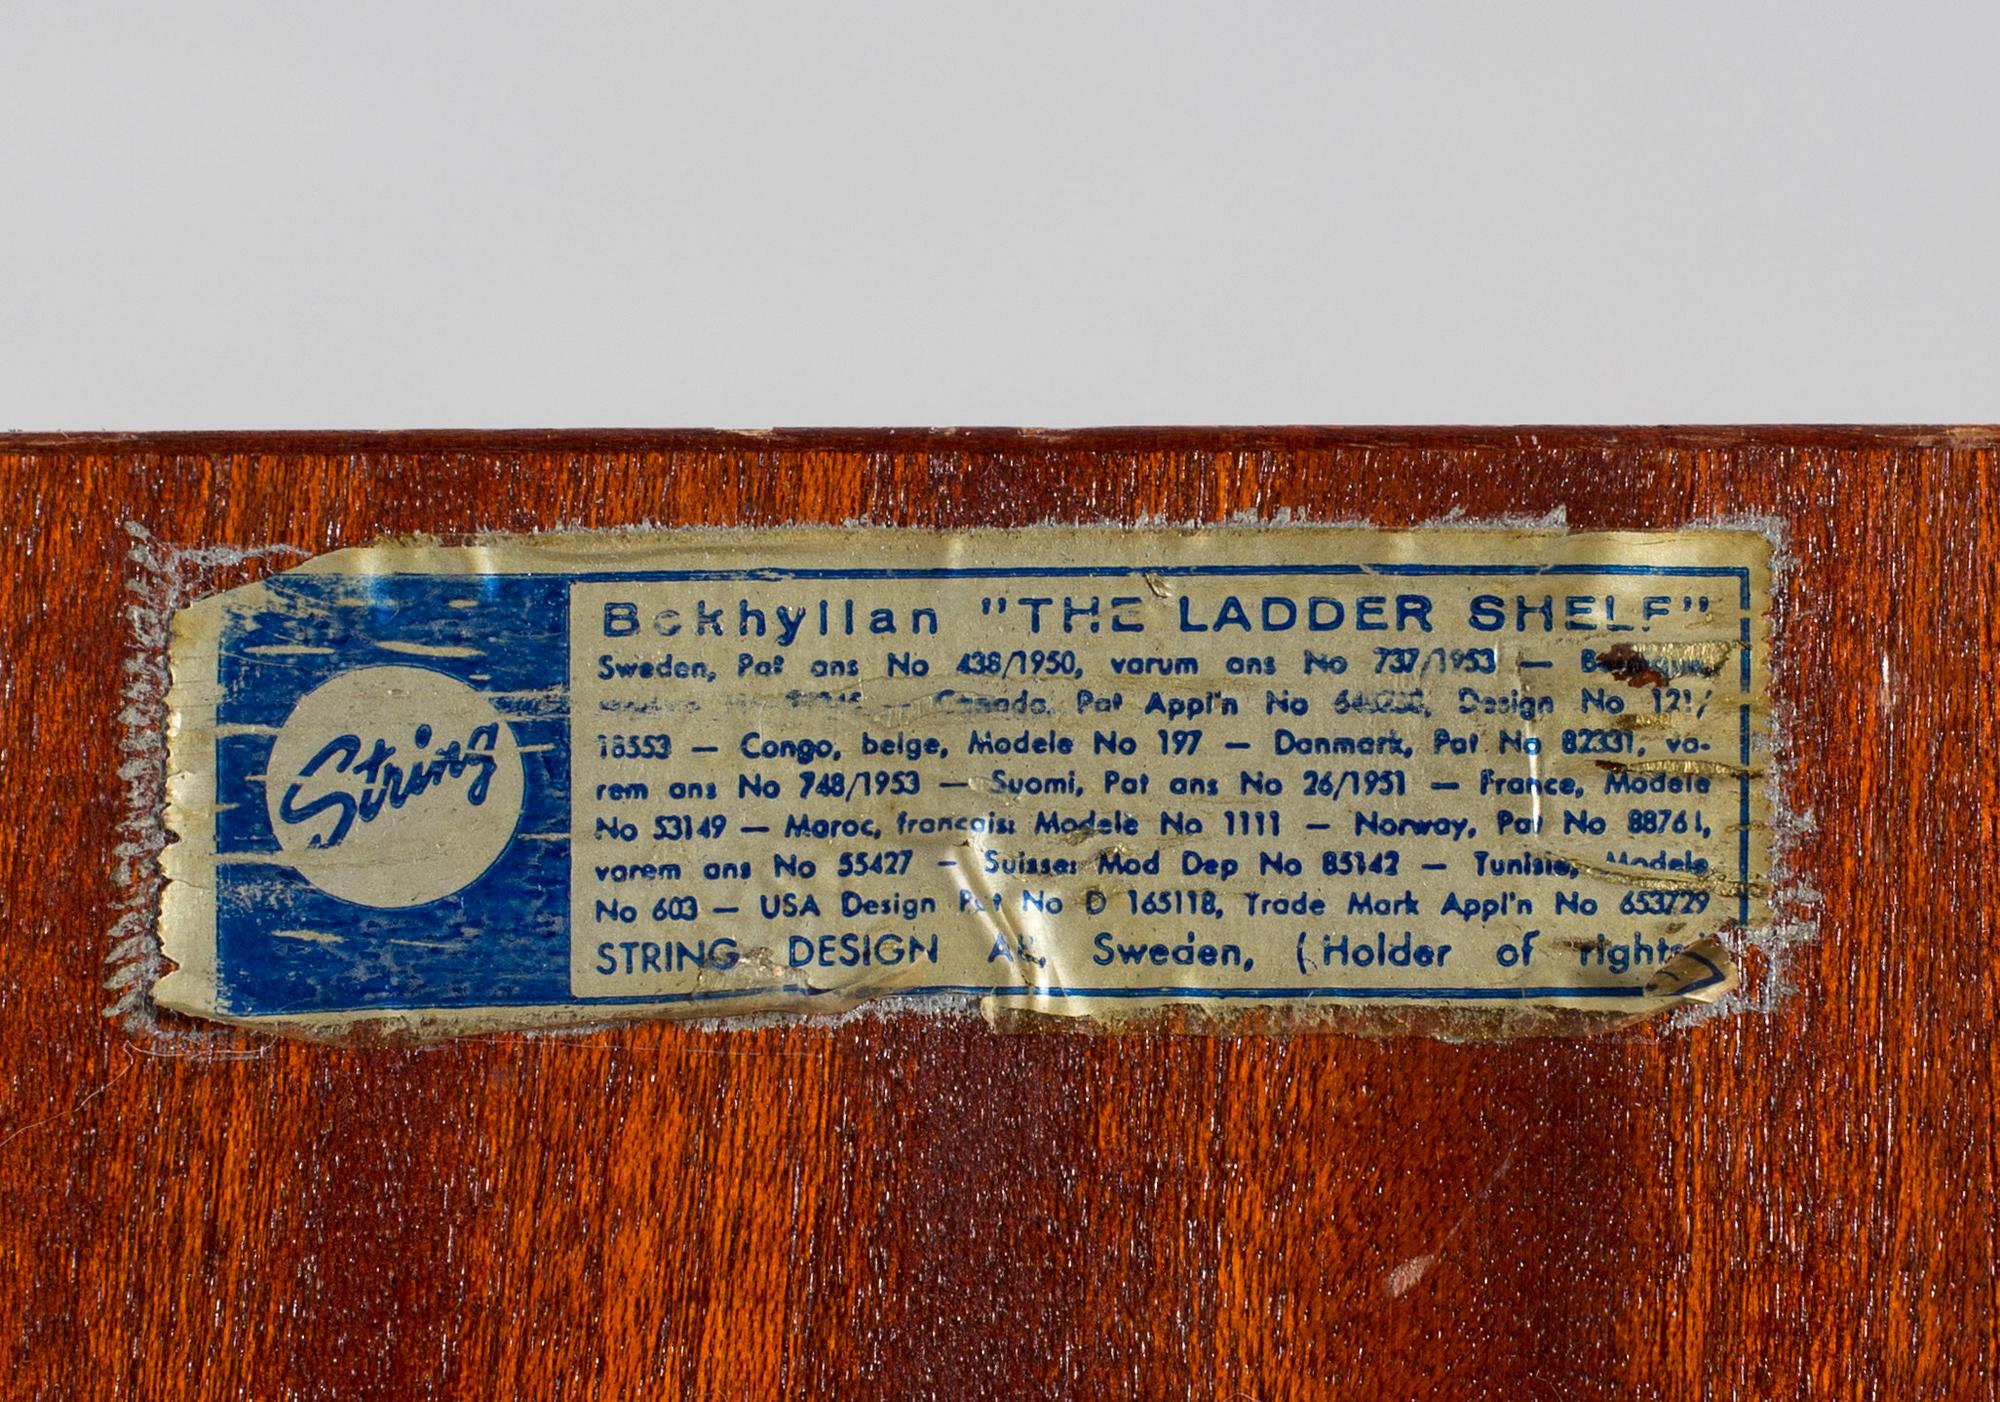 String
Bokhyllan "THE LADDER SHELF"
Sweden, Pat ans No 438/1950, varum ans No 737/1953 —
— Canada, Pat Appl'n No Design No 121/
18553 — Congo, belge, Modele No 197 — Danmark, Pat No 82331, va-
rem ans No 748/1953 — Suomi, Pat ans No 26/1951 — France, Modele
No 53149 — Maroc, francaise Modele No 1111 — Norway, Pat No 88761,
varem ans No 55427 — Suisse: Mod Dep No 85142 — Tunisie, Modele
No 603 — USA Design Pat No D 165118, Trade Mark Appl'n No 653729
STRING DESIGN AB, Sweden, (Holder of rights)